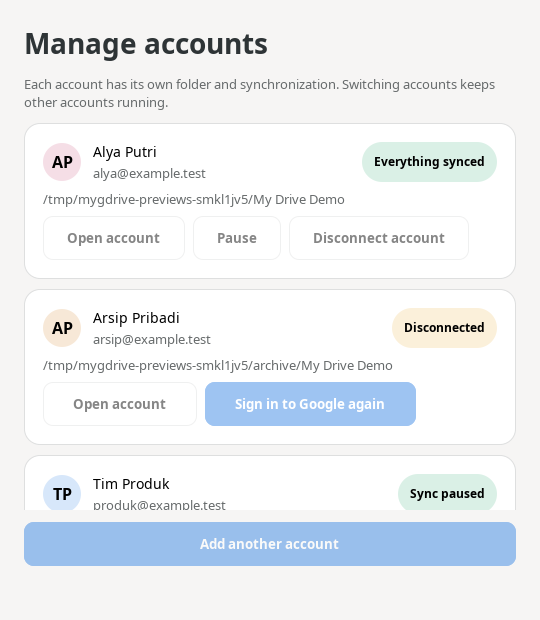 Manage accounts
Each account has its own folder and synchronization. Switching accounts keeps
other accounts running.
AP
Alya Putri
alya@example.test
Everything synced
/tmp/mygdrive-previews-smkl1jv5/My Drive Demo
Open account
Pause
Disconnect account
AP
Arsip Pribadi
arsip@example.test
Disconnected
/tmp/mygdrive-previews-smkl1jv5/archive/My Drive Demo
Open account
Sign in to Google again
TP
Tim Produk
produk@example.test
Sync paused
Add another account